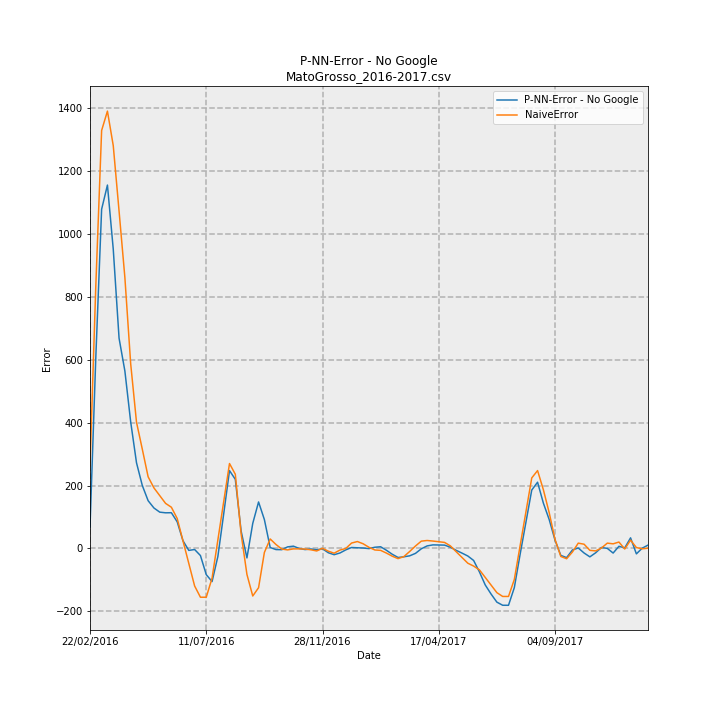 P-NN-Error - No Google
MatoGrosso_2016-2017.csv
P-NN-Error - No Google
NaiveError
Error
1400
1200
1000
800
600
400
200
0
−200
22/02/2016
11/07/2016
28/11/2016
17/04/2017
04/09/2017
Date